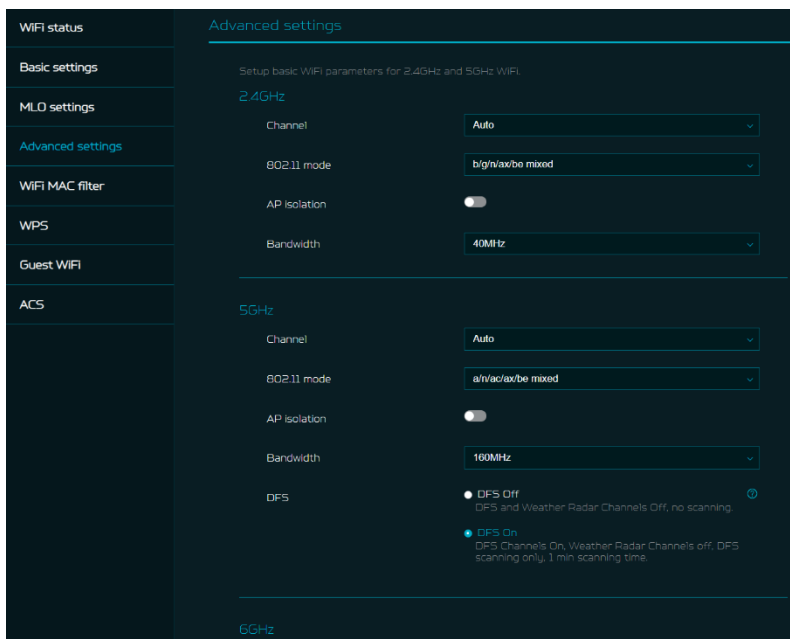 WiFi status
Basic settings
MLO settings
Advanced settings
WiFi MAC filter
WPS
Guest WiFi
ACS
Advanced settings
Setup basic WiFi parameters for 2.4GHz and 5GHz WiFi.
2.4GHz
Channel
Auto
802.11 mode
b/g/n/ax/be mixed
AP isolation
Bandwidth
40MHz
5GHz
Channel
Auto
802.11 mode
a/n/ac/ax/be mixed
AP isolation
Bandwidth
160MHz
DFS
DFS Off
DFS and Weather Radar Channels Off, no scanning.
DFS On
DFS Channels On, Weather Radar Channels off, DFS
scanning only, 1 min scanning time.
6GHz